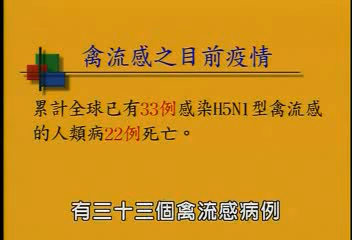 禽流感之目前疫情
累計全球已有33例感染H5N1型禽流感
的人類病22例死亡。
有三十三個禽流感病例